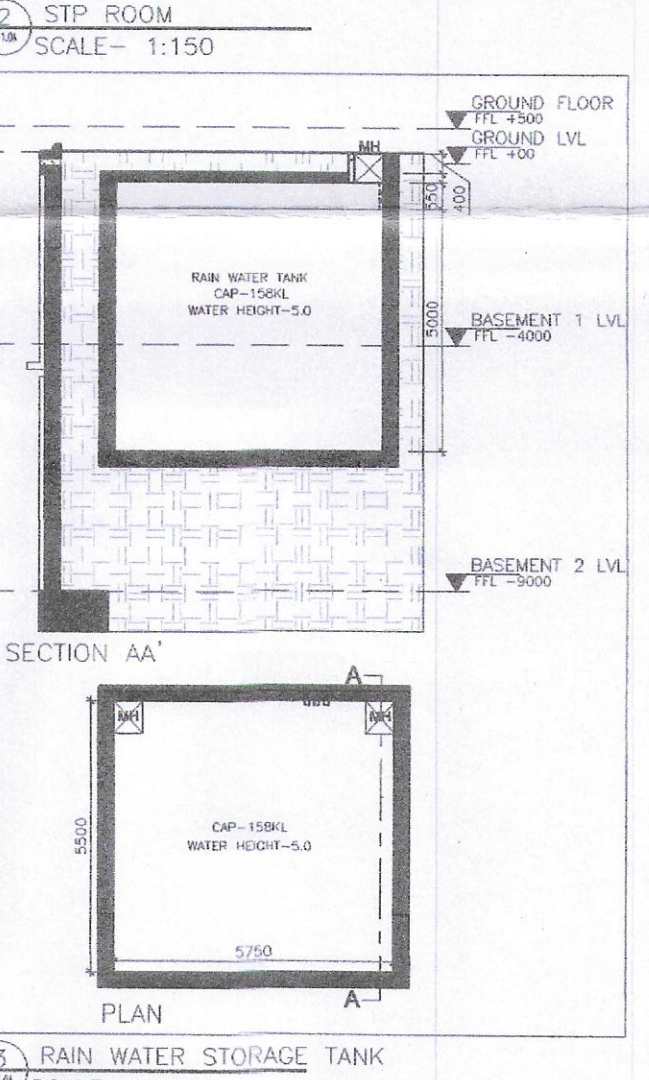 2 STP ROOM
SCALE- 1:150
GROUND FLOOR
FFL +500
GROUND LVL
FFL +00
MH
550
400
RAIN WATER TANK
CAP-158KL
WATER HEIGHT-5.0
5000
BASEMENT 1 LVL
FFL -4000
BASEMENT 2 LVL
FFL -9000
SECTION AA'
A
MH
MH
5500
CAP-158KL
WATER HEIGHT-5.0
5750
A
PLAN
3 RAIN WATER STORAGE TANK